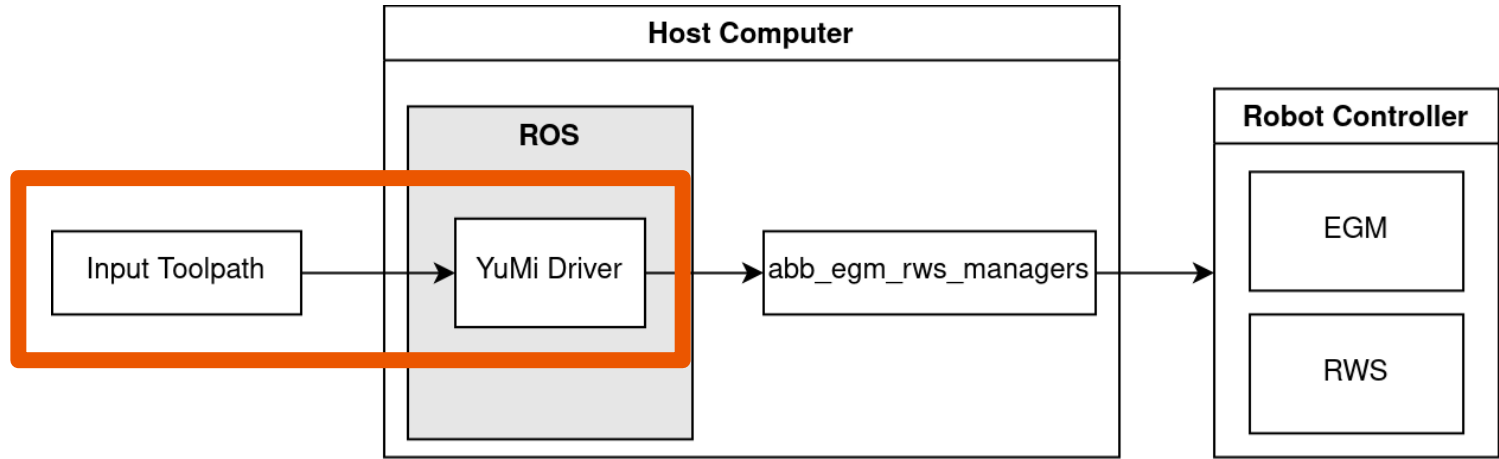 Host Computer
Robot Controller
ROS
Input Toolpath
YuMi Driver
abb_egm_rws_managers
EGM
RWS